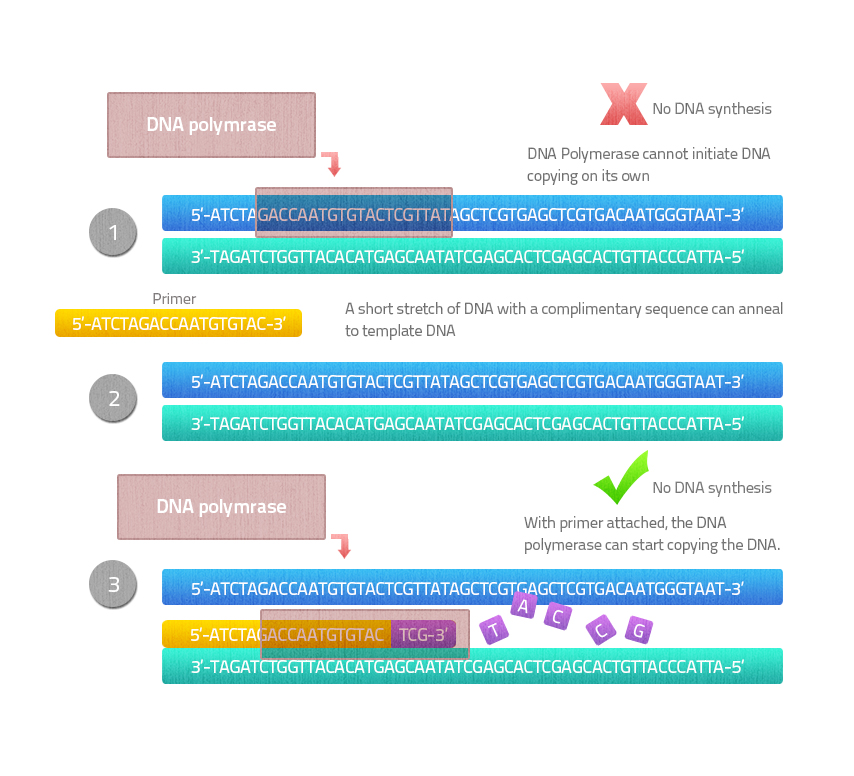 DNA polymrase
No DNA synthesis
DNA Polymerase cannot initiate DNA
copying on its own
1
5'-ATCTAGACCAATGTGTACTCGTTATAGCTCGTGAGCTCGTGACAATGGGTAAT-3'
3'-TAGATCTGGTTACACATGAGCAATATCGAGCACTCGAGCACTGTTACCCATTA-5'
Primer
5'-ATCTAGACCAATGTGTAC-3'
A short stretch of DNA with a complimentary sequence can anneal
to template DNA
2
5'-ATCTAGACCAATGTGTACTCGTTATAGCTCGTGAGCTCGTGACAATGGGTAAT-3'
3'-TAGATCTGGTTACACATGAGCAATATCGAGCACTCGAGCACTGTTACCCATTA-5'
DNA polymrase
No DNA synthesis
With primer attached, the DNA
polymerase can start copying the DNA.
3
5'-ATCTAGACCAATGTGTACTCGTTATAGCTCGTGAGCTCGTGACAATGGGTAAT-3'
5'-ATCTAGACCAATGTGTAC TCG-3' T A C C G
3'-TAGATCTGGTTACACATGAGCAATATCGAGCACTCGAGCACTGTTACCCATTA-5'